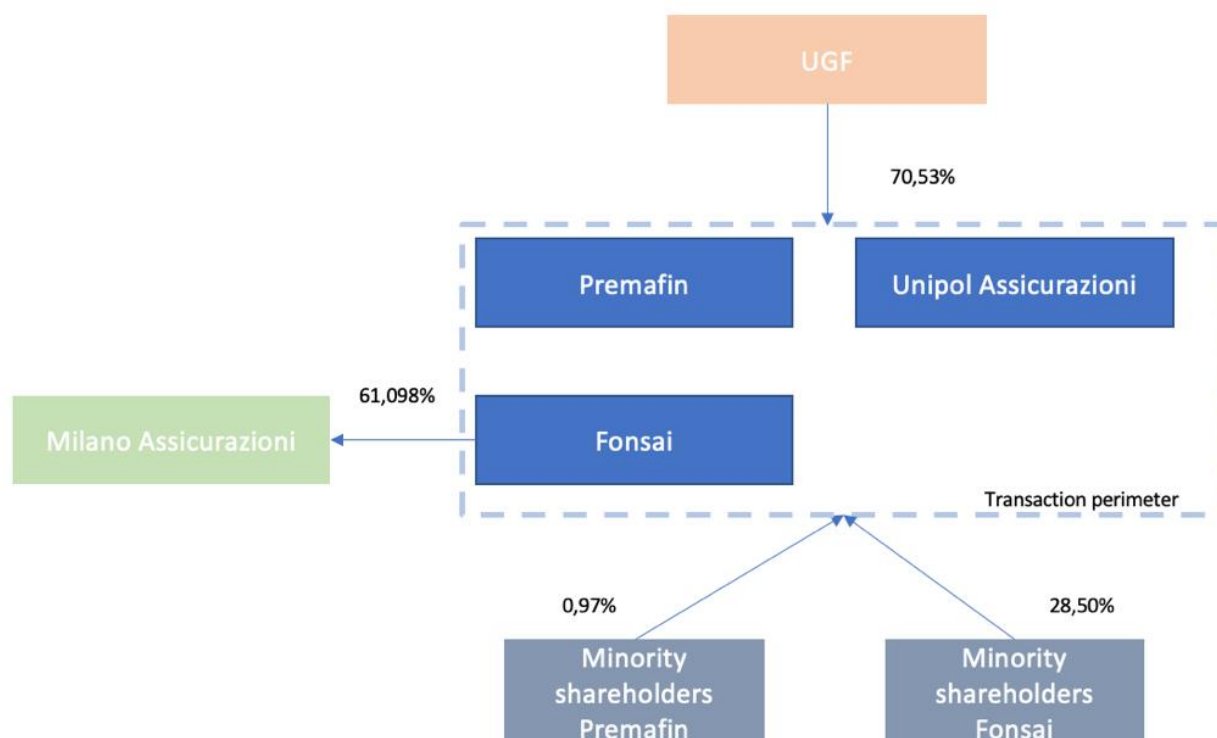 UGF
70,53%
Premafin
Unipol Assicurazioni
61,098%
Milano Assicurazioni
Fonsai
Transaction perimeter
0,97%
28,50%
Minority
shareholders
Premafin
Minority
shareholders
Fonsai